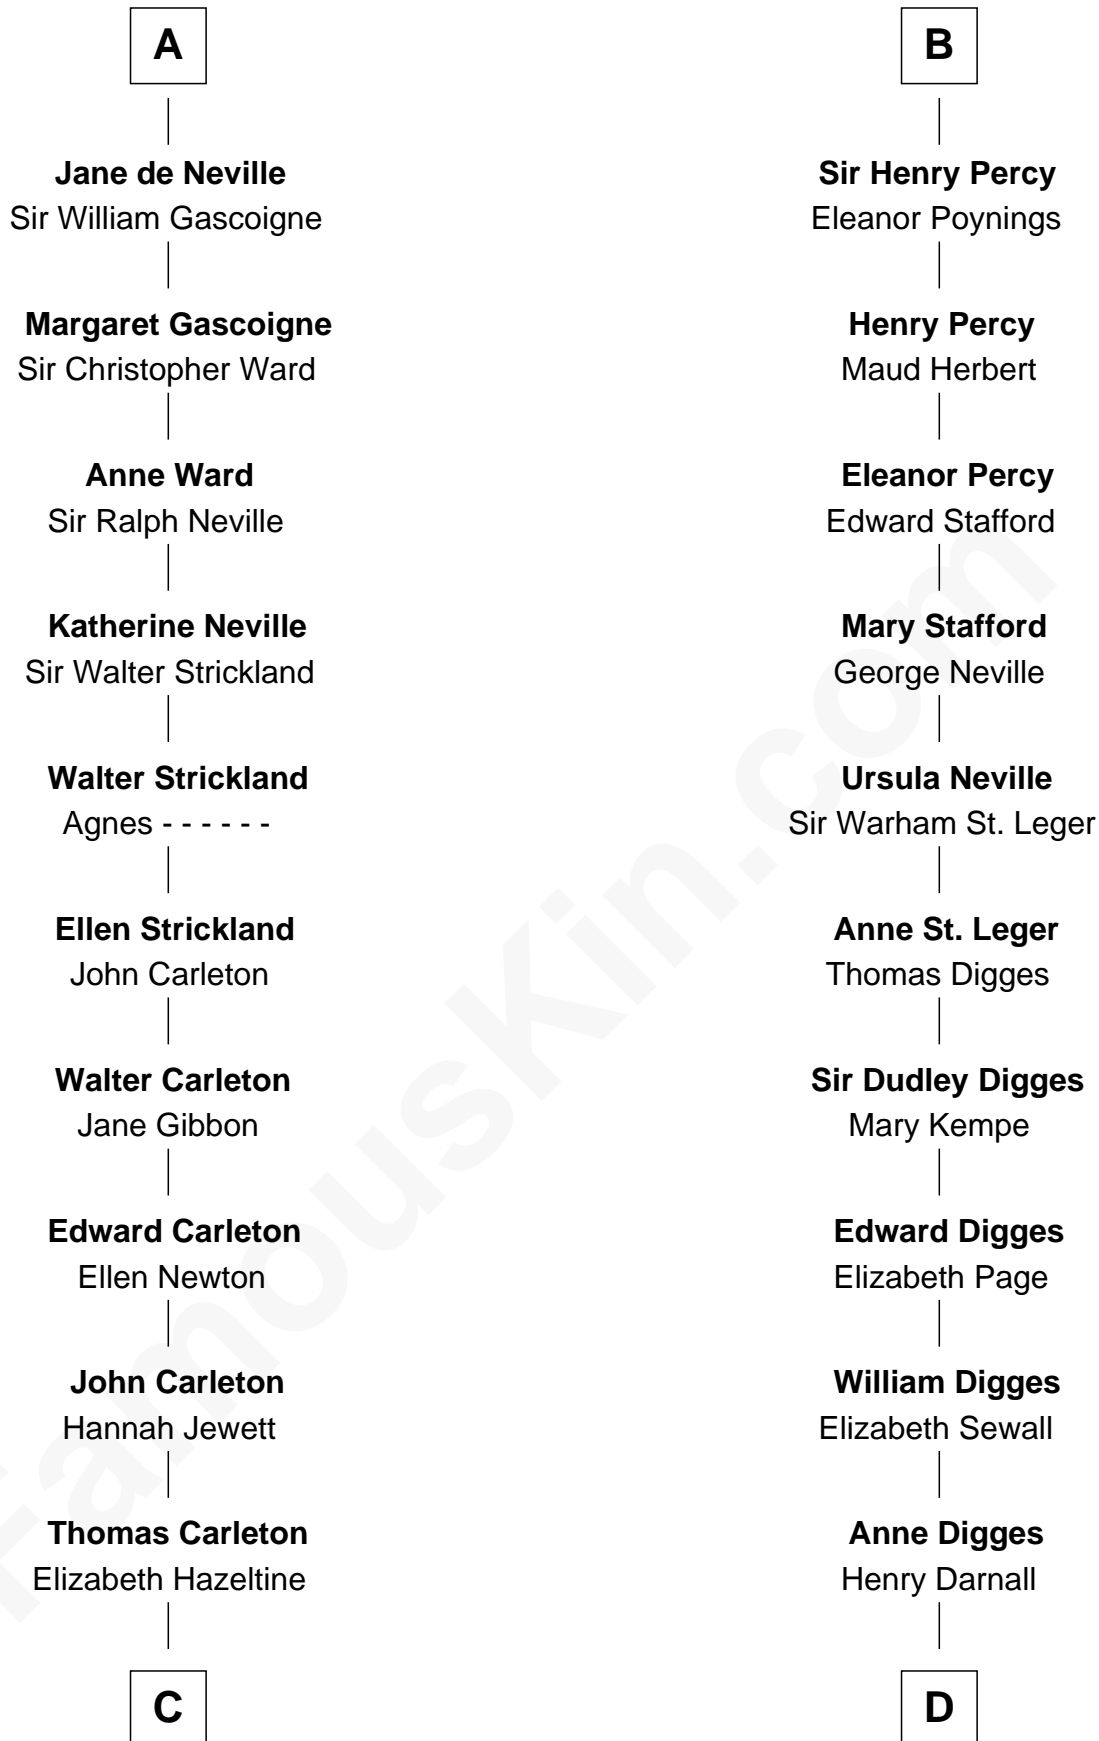 A
Jane de Neville
Sir William Gascoigne
Margaret Gascoigne
Sir Christopher Ward
Anne Ward
Sir Ralph Neville
Katherine Neville
Sir Walter Strickland
Walter Strickland
Agnes - - - - - -
Ellen Strickland
John Carleton
Walter Carleton
Jane Gibbon
Edward Carleton
Ellen Newton
John Carleton
Hannah Jewett
Thomas Carleton
Elizabeth Hazeltine
C
B
Sir Henry Percy
Eleanor Poynings
Henry Percy
Maud Herbert
Eleanor Percy
Edward Stafford
Mary Stafford
George Neville
Ursula Neville
Sir Warham St. Leger
Anne St. Leger
Thomas Digges
Sir Dudley Digges
Mary Kempe
Edward Digges
Elizabeth Page
William Digges
Elizabeth Sewall
Anne Digges
Henry Darnall
D
FamousKin.com